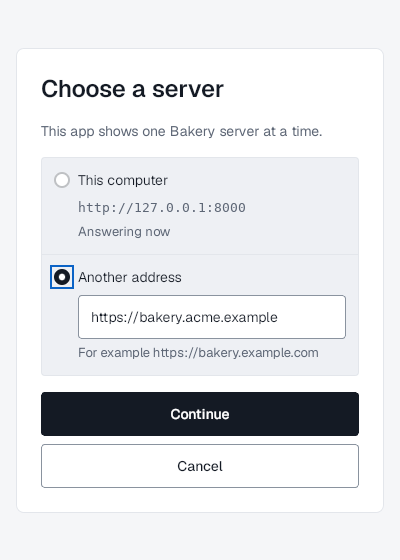 Choose a server
This app shows one Bakery server at a time.
This computer
http://127.0.0.1:8000
Answering now
Another address
https://bakery.acme.example
For example https://bakery.example.com
Continue
Cancel